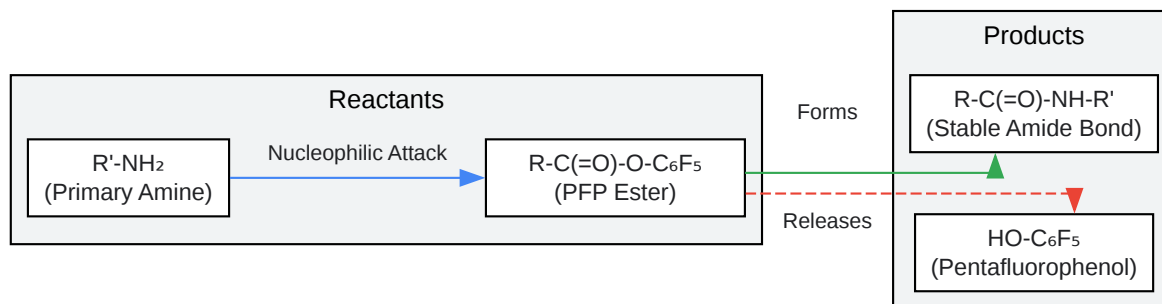 Reactants
R'-NH₂
(Primary Amine)
Nucleophilic Attack
R-C(=O)-O-C₆F₅
(PFP Ester)
Forms
Releases
Products
R-C(=O)-NH-R'
(Stable Amide Bond)
HO-C₆F₅
(Pentafluorophenol)